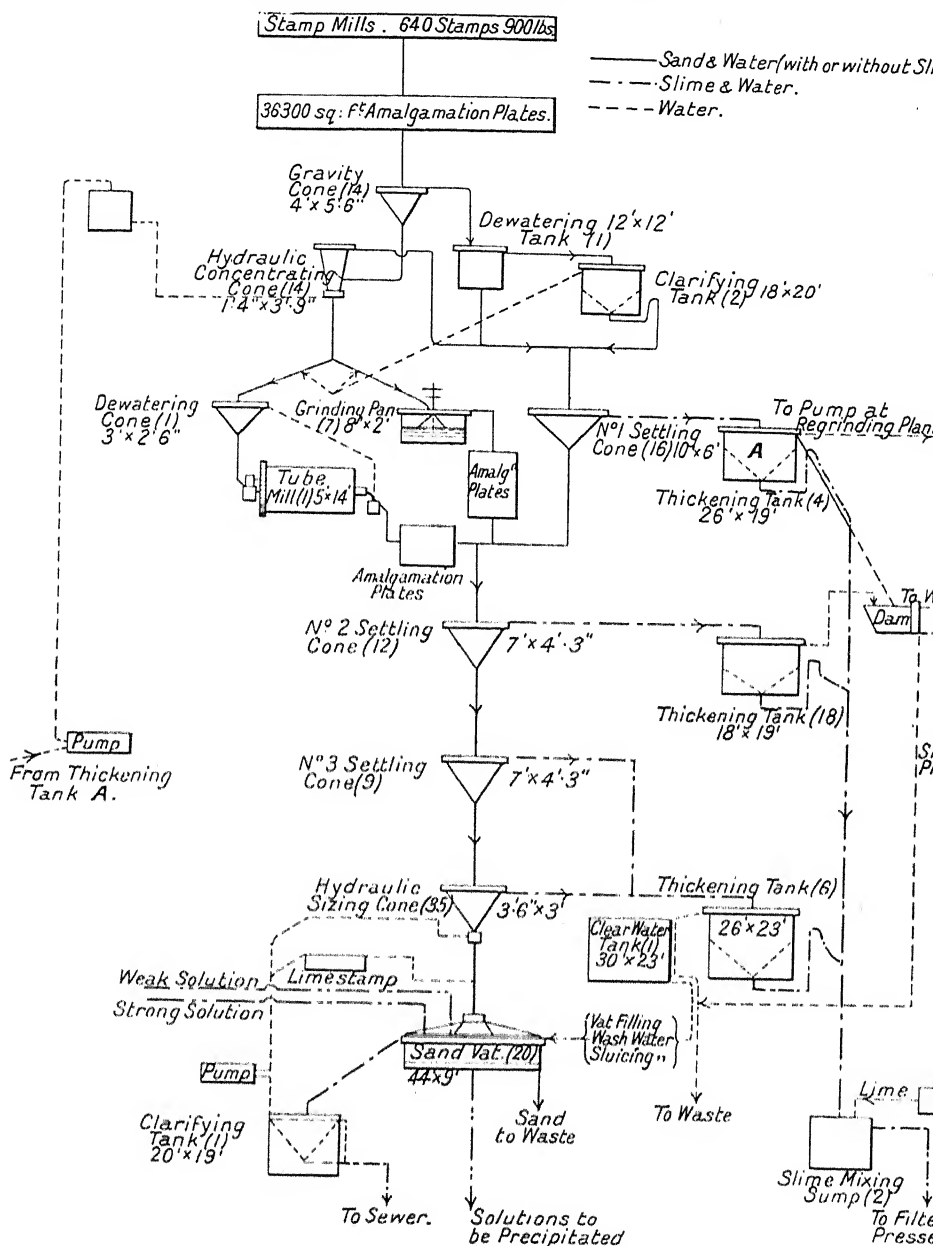 Stamp Mills . 640 Stamps 900 lbs.
Sand & Water (with or without
Slime & Water.
Water.
36300 sq: ft Amalgamation Plates.
Gravity
Cone (14)
4' x 5'.6"
Dewatering 12' x 12'
Tank (1)
Hydraulic
Concentrating
Cone (14)
1'.4" x 3'.9"
Clarifying 18' x 20'
Tank (2)
Dewatering
Cone (1)
3' x 2' 6"
Grinding Pan
(7) 8' x 2'
Tube
Mill (1) 5' x 14'
Amalgn
Plates
Amalgamation
Plates
No 1 Settling
Cone (16) 10' x 6'
To Pump at
Regrinding
A
Thickening Tank (4)
26' x 19'
Dam
To
No 2 Settling
Cone (12)
7' x 4'.3"
Thickening Tank (18)
18' x 19'
Pump
From Thickening
Tank A.
No 3 Settling
Cone (9)
7' x 4'.3"
Hydraulic
Sizing Cone (35)
3'.6" x 3'
Thickening Tank (6)
26' x 23'
Clear Water
Tank (1)
30' x 23'
Weak Solution
Limestamp
Strong Solution
Vat Filling
Wash Water
Sluicing "
Sand Vat. (20)
44' x 9'
Pump
Clarifying
Tank (1)
20' x 19'
Sand
to Waste
To Waste
Lime
Slime Mixing
Sump (2)
To Sewer.
Solutions to
be Precipitated
To